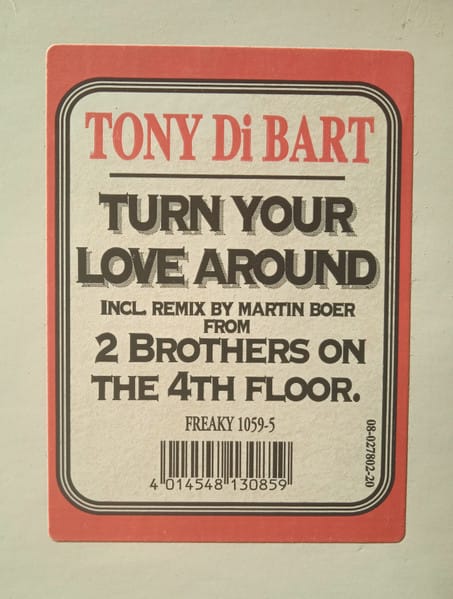 TONY Di BART
TURN YOUR
LOVE AROUND
INCL. REMIX BY MARTIN BOER
FROM
2 BROTHERS ON
THE 4TH FLOOR.
FREAKY 1059-5
4 014548 130859
08-027802-20